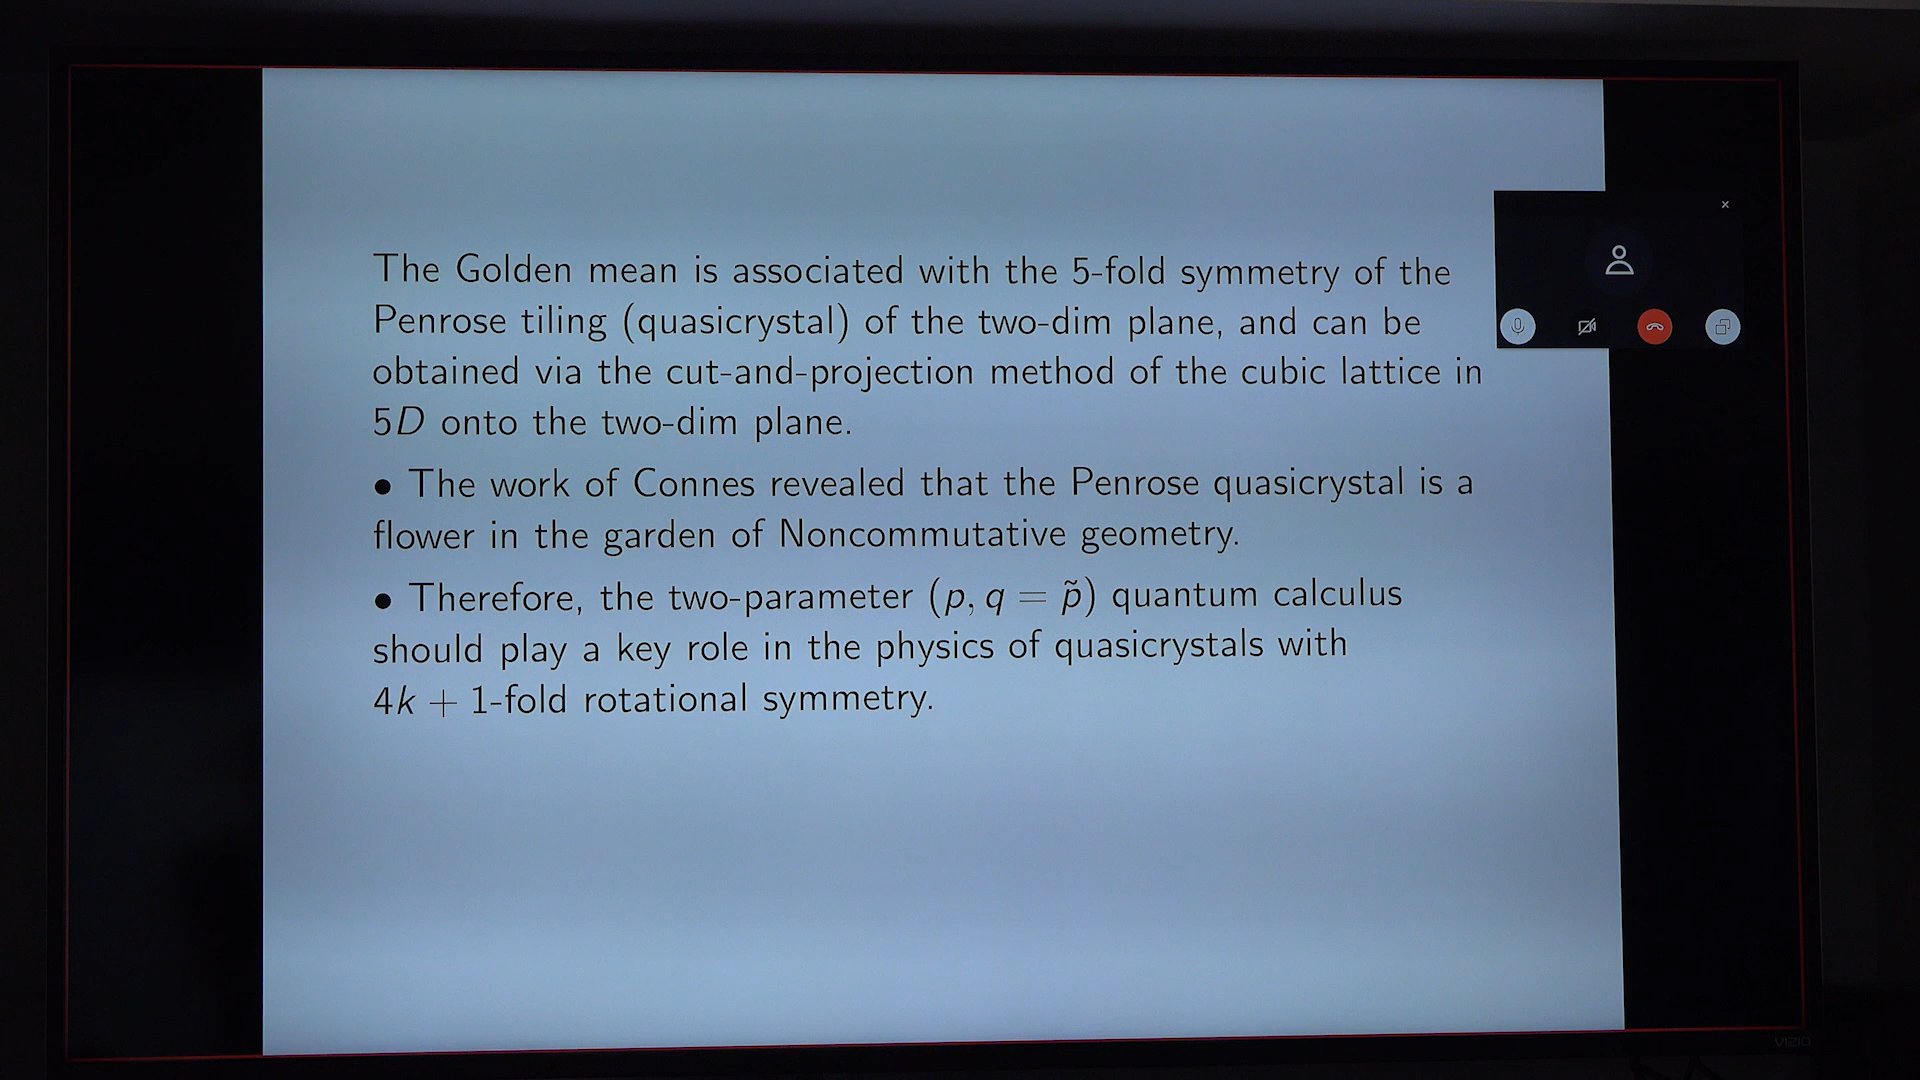 The Golden mean is associated with the 5-fold symmetry of the
Penrose tiling (quasicrystal) of the two-dim plane, and can be
obtained via the cut-and-projection method of the cubic lattice in
5D onto the two-dim plane.
• The work of Connes revealed that the Penrose quasicrystal is a
flower in the garden of Noncommutative geometry.
• Therefore, the two-parameter (p, q = p̃) quantum calculus
should play a key role in the physics of quasicrystals with
4k + 1-fold rotational symmetry.
VIZIO